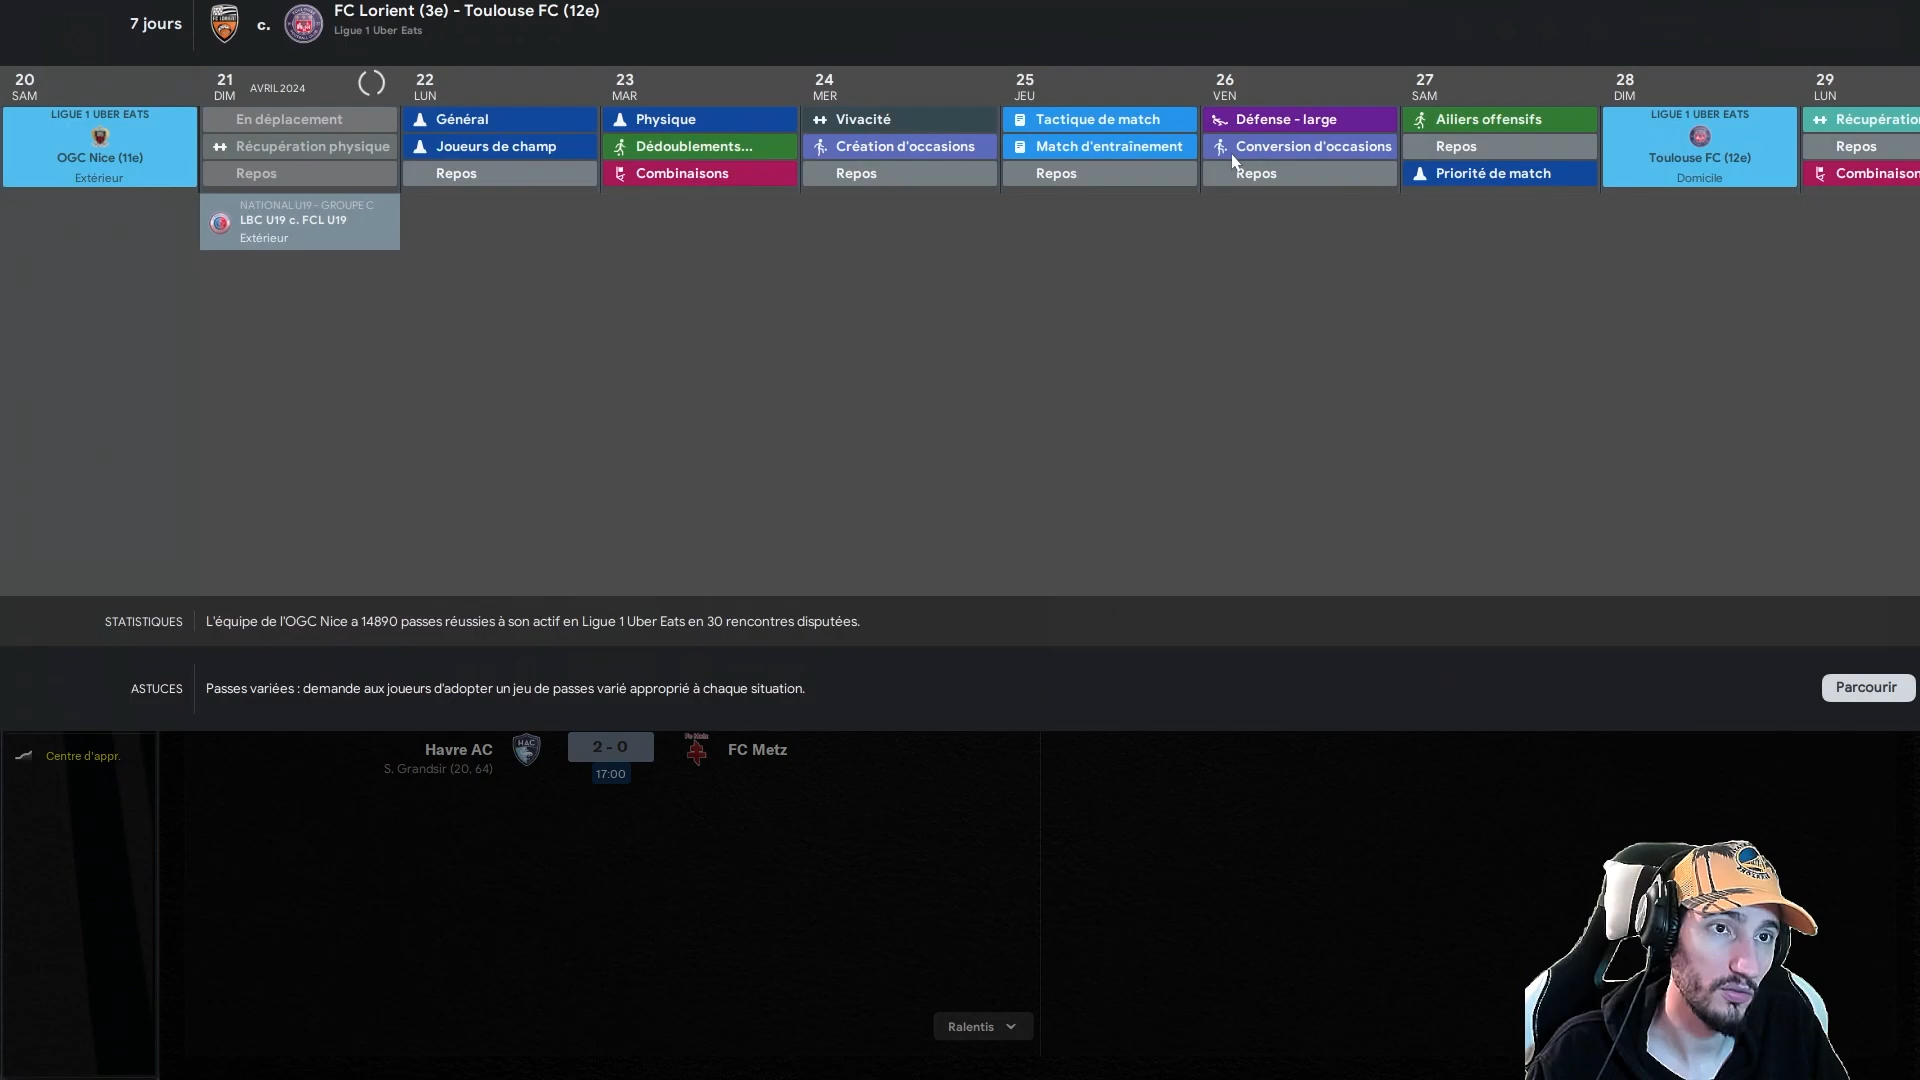 7 jours
c.
FC Lorient (3e) - Toulouse FC (12e)
Ligue 1 Uber Eats
20
SAM
21
DIM
AVRIL 2024
22
LUN
23
MAR
24
MER
25
JEU
26
VEN
27
SAM
28
DIM
29
LUN
LIGUE 1 UBER EATS
OGC Nice (11e)
Extérieur
En déplacement
Récupération physique
Repos
NATIONAL U19 - GROUPE C
LBC U19 c. FCL U19
Extérieur
Général
Joueurs de champ
Repos
Physique
Dédoublements...
Combinaisons
Vivacité
Création d'occasions
Repos
Tactique de match
Match d'entraînement
Repos
Défense - large
Conversion d'occasions
Repos
Ailiers offensifs
Repos
Priorité de match
LIGUE 1 UBER EATS
Toulouse FC (12e)
Domicile
Récupératio
Repos
Combinaison
STATISTIQUES
L'équipe de l'OGC Nice a 14890 passes réussies à son actif en Ligue 1 Uber Eats en 30 rencontres disputées.
ASTUCES
Passes variées : demande aux joueurs d'adopter un jeu de passes varié approprié à chaque situation.
Parcourir
Centre d'appr.
Havre AC
HAC
2 - 0
FC Metz
S. Grandsir (20, 64)
17:00
Ralentis